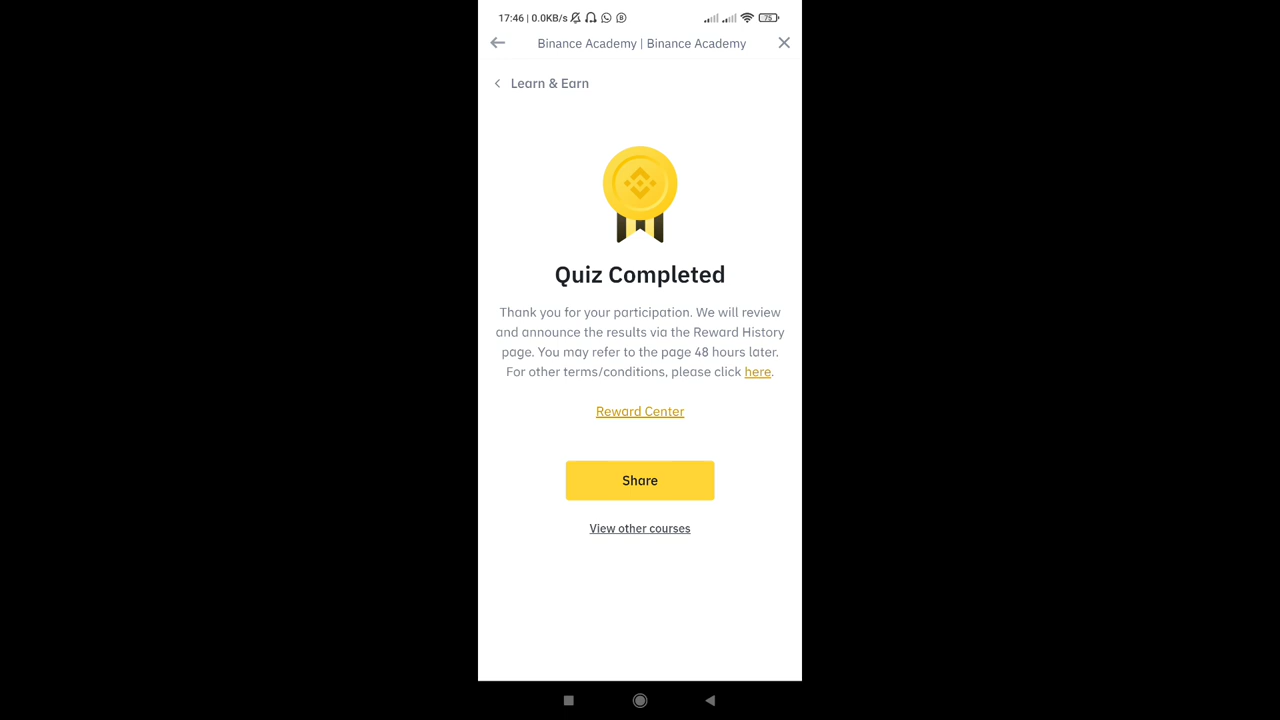 17:46 | 0.0KB/s
75
Binance Academy | Binance Academy
Learn & Earn
Quiz Completed
Thank you for your participation. We will review
and announce the results via the Reward History
page. You may refer to the page 48 hours later.
For other terms/conditions, please click here.
Reward Center
Share
View other courses